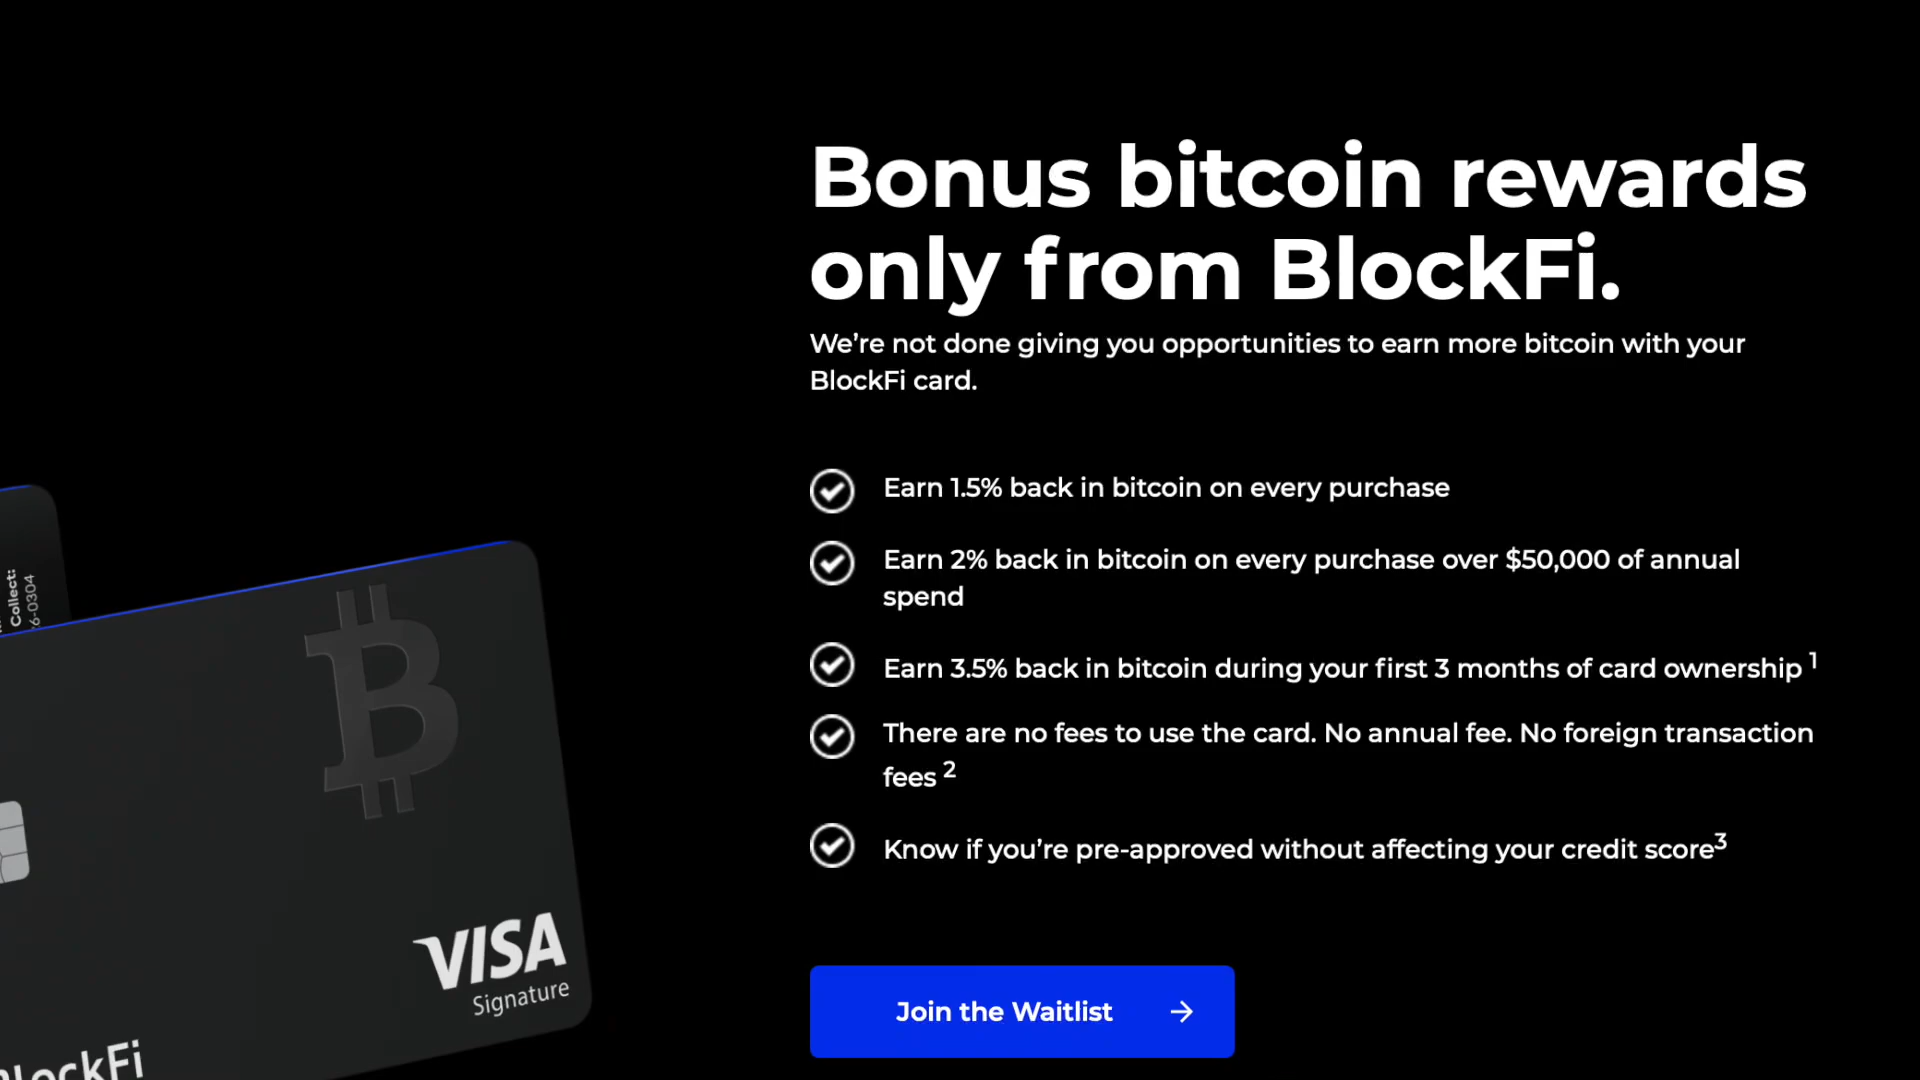 Bonus bitcoin rewards
only from BlockFi.
We’re not done giving you opportunities to earn more bitcoin with your
BlockFi card.
Earn 1.5% back in bitcoin on every purchase
Earn 2% back in bitcoin on every purchase over $50,000 of annual
spend
Earn 3.5% back in bitcoin during your first 3 months of card ownership 1
There are no fees to use the card. No annual fee. No foreign transaction
fees 2
Know if you’re pre-approved without affecting your credit score3
Join the Waitlist
Collect:
6-0304
VISA
Signature
BlockFi